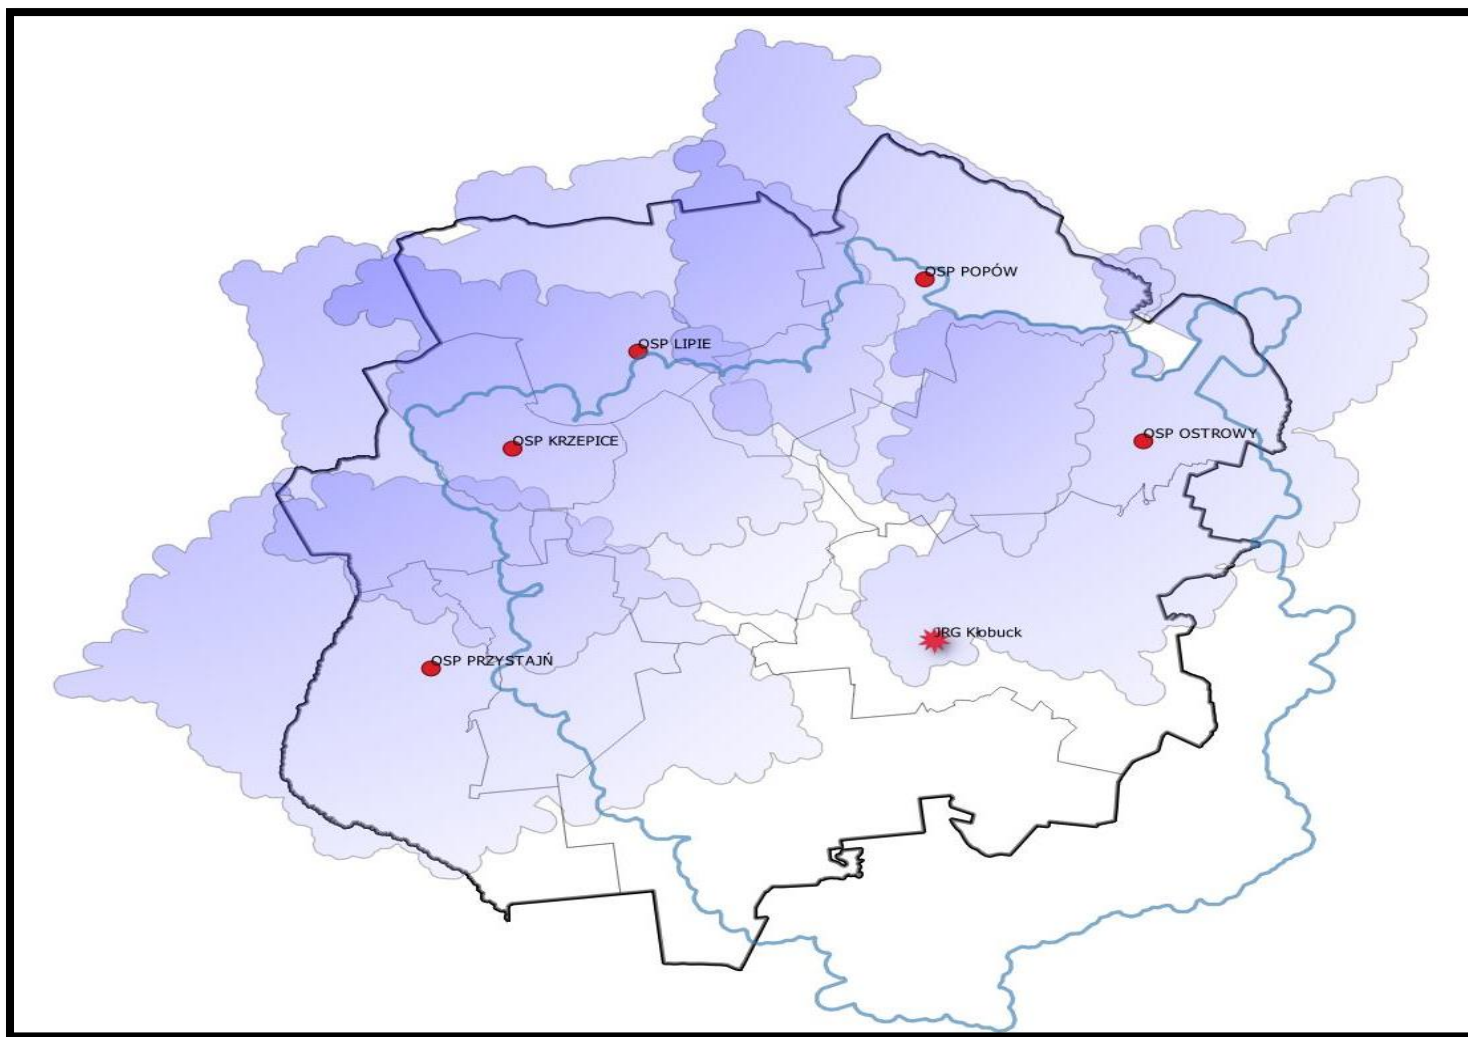 OSP POPÓW
OSP LIPIE
OSP KRZEPICE
OSP OSTROWY
JRG Kłobuck
OSP PRZYSTAJŃ